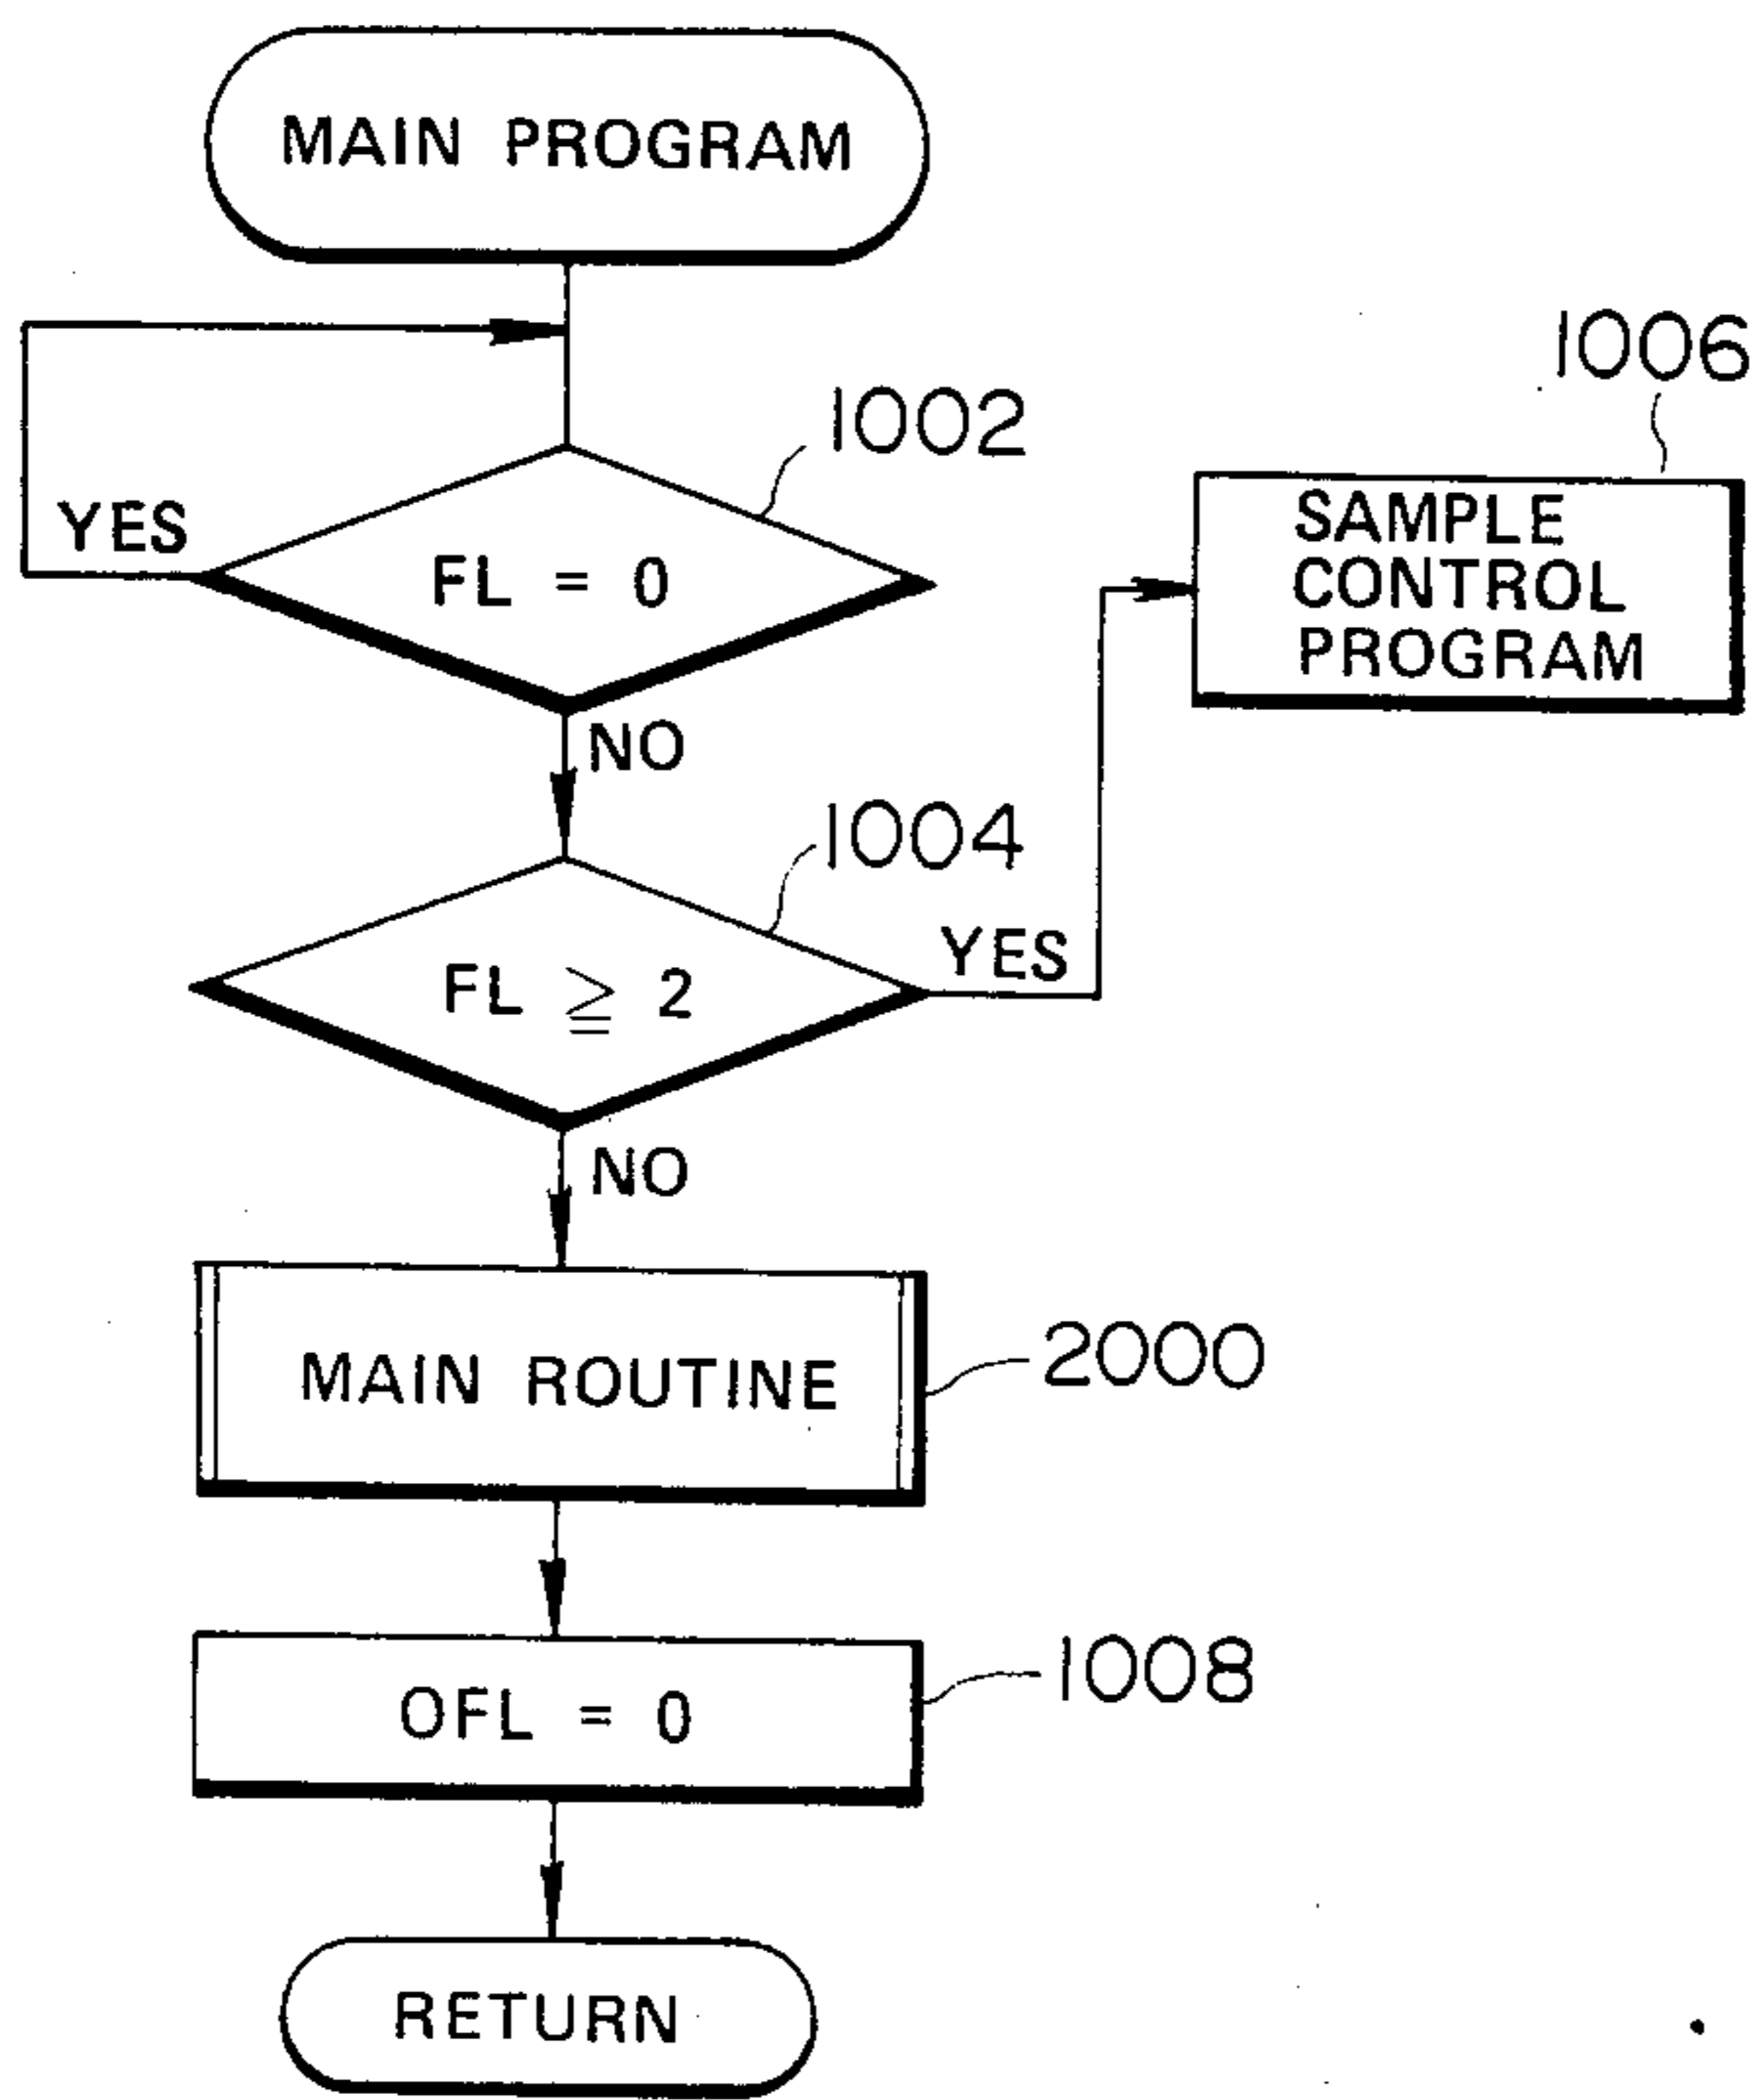 MAIN PROGRAM
1002
YES
FL = 0
NO
1006
SAMPLE
CONTROL
PROGRAM
1004
FL ≧ 2
YES
NO
MAIN ROUTINE
2000
OFL = 0
1008
RETURN